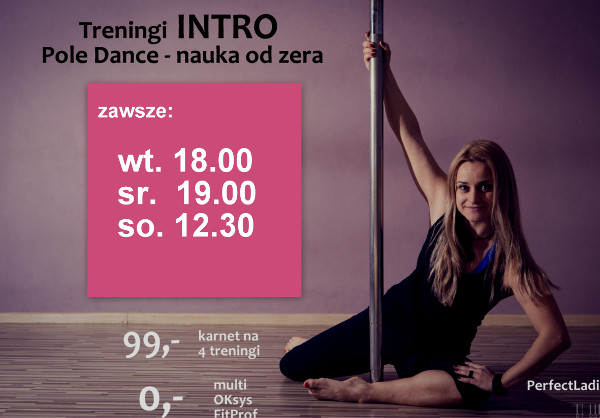 Treningi INTRO
Pole Dance - nauka od zera
zawsze:
wt. 18.00
sr. 19.00
so. 12.30
99,- karnet na
4 treningi
0,- multi
OKsys
FitProf
PerfectLadi